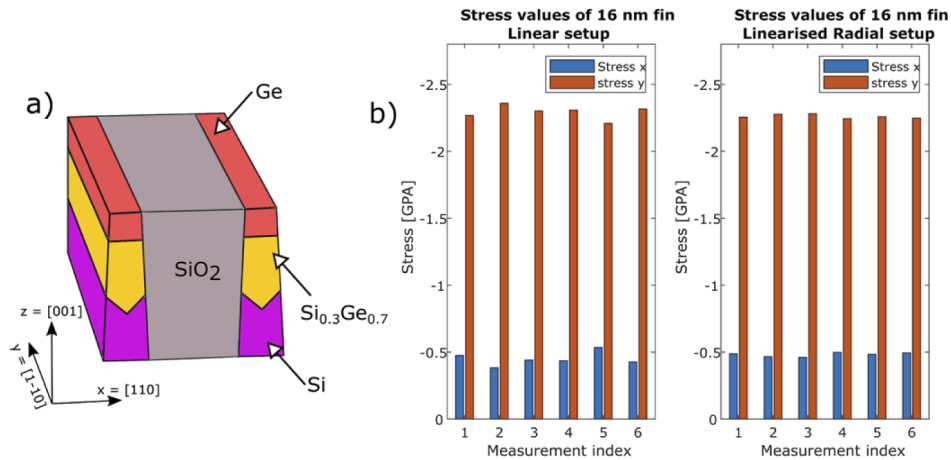 a)
Ge
SiO2
Si0.3Ge0.7
Si
z = [001]
y = [1-10]
x = [110]
b)
Stress values of 16 nm fin
Linear setup
Stress x
stress y
Stress [GPA]
-2.5
-2
-1.5
-1
-0.5
0
1 2 3 4 5 6
Measurement index
Stress values of 16 nm fin
Linearised Radial setup
Stress x
stress y
Stress [GPA]
-2.5
-2
-1.5
-1
-0.5
0
1 2 3 4 5 6
Measurement index